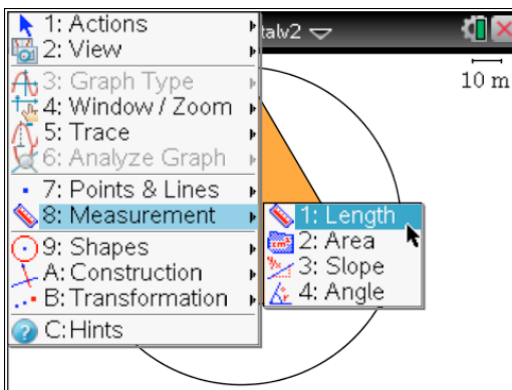 1: Actions
2: View
3: Graph Type
4: Window / Zoom
5: Trace
6: Analyze Graph
7: Points & Lines
8: Measurement
9: Shapes
A: Construction
B: Transformation
C: Hints
10 m
1: Length
2: Area
3: Slope
4: Angle